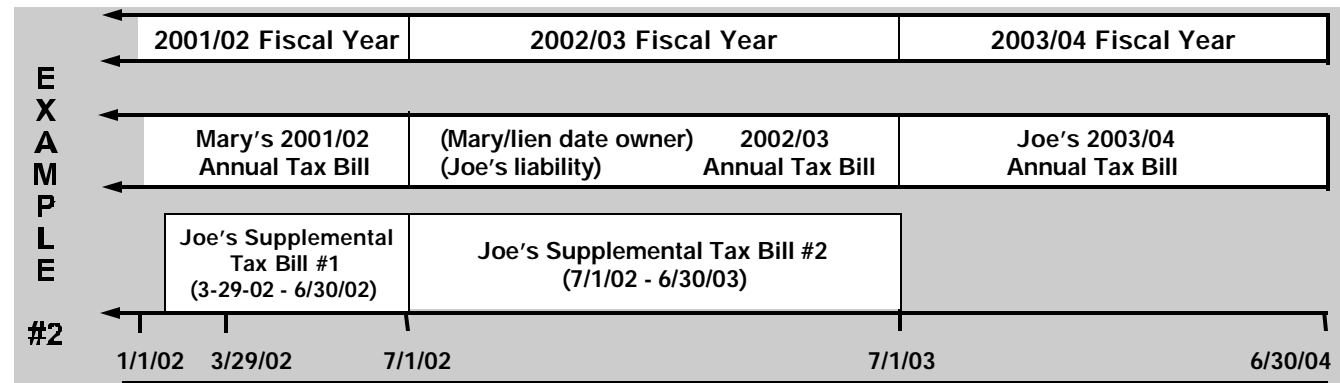 EXAMPLE #2
2001/02 Fiscal Year
2002/03 Fiscal Year
2003/04 Fiscal Year
Mary's 2001/02
Annual Tax Bill
(Mary/lien date owner) 2002/03
(Joe's liability) Annual Tax Bill
Joe's 2003/04
Annual Tax Bill
Joe's Supplemental
Tax Bill #1
(3-29-02 - 6/30/02)
Joe's Supplemental Tax Bill #2
(7/1/02 - 6/30/03)
1/1/02 3/29/02 7/1/02 7/1/03 6/30/04